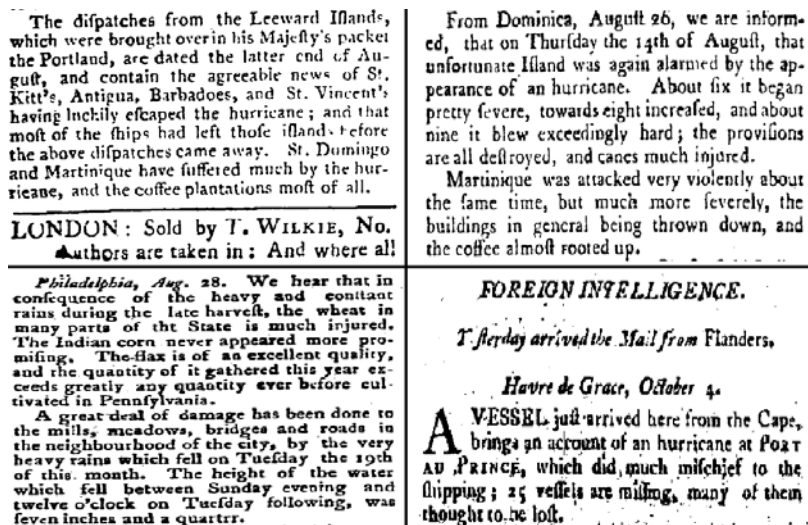 The diſpatches from the Leeward Iſlands,
which were brought over in his Majeſty's packet
the Portland, are dated the latter end of Au-
guſt, and contain the agreeable news of St.
Kitt's, Antigua, Barbadoes, and St. Vincent's
having luckily eſcaped the hurricane; and that
moſt of the ſhips had left thoſe iſlands before
the above diſpatches came away. St. Domingo
and Martinique have ſuffered much by the hur-
ricane, and the coffee plantations moſt of all.
LONDON: Sold by T. WILKIE, No.
Authors are taken in: And where all
From Dominica, Auguſt 26, we are inform-
ed, that on Thurſday the 14th of Auguſt, that
unfortunate Iſland was again alarmed by the ap-
pearance of an hurricane. About ſix it began
pretty ſevere, towards eight increaſed, and about
nine it blew exceedingly hard; the proviſions
are all deſtroyed, and canes much injured.
Martinique was attacked very violently about
the ſame time, but much more ſeverely, the
buildings in general being thrown down, and
the coffee almoſt rooted up.
Philadelphia, Aug. 28. We hear that in
conſequence of the heavy and conſtant
rains during the late harveſt, the wheat in
many parts of tht State is much injured.
The Indian corn never appeared more pro-
miſing. The flax is of an excellent quality,
and the quantity of it gathered this year ex-
ceeds greatly any quantity ever before cul-
tivated in Pennſylvania.
A great deal of damage has been done to
the mills, meadows, bridges and roads in
the neighbourhood of the city, by the very
heavy rains which fell on Tueſday the 19th
of this month. The height of the water
which fell between Sunday evening and
twelve o'clock on Tueſday following, was
ſeven inches and a quartrr.
FOREIGN INTELLIGENCE.
Yeſterday arrived the Mail from Flanders.
Havre de Grace, October 4.
A VESSEL juſt arrived here from the Cape,
brings an account of an hurricane at PORT
AU PRINCE, which did much miſchief to the
ſhipping; 25 veſſels are miſſing, many of them
thought to be loſt.